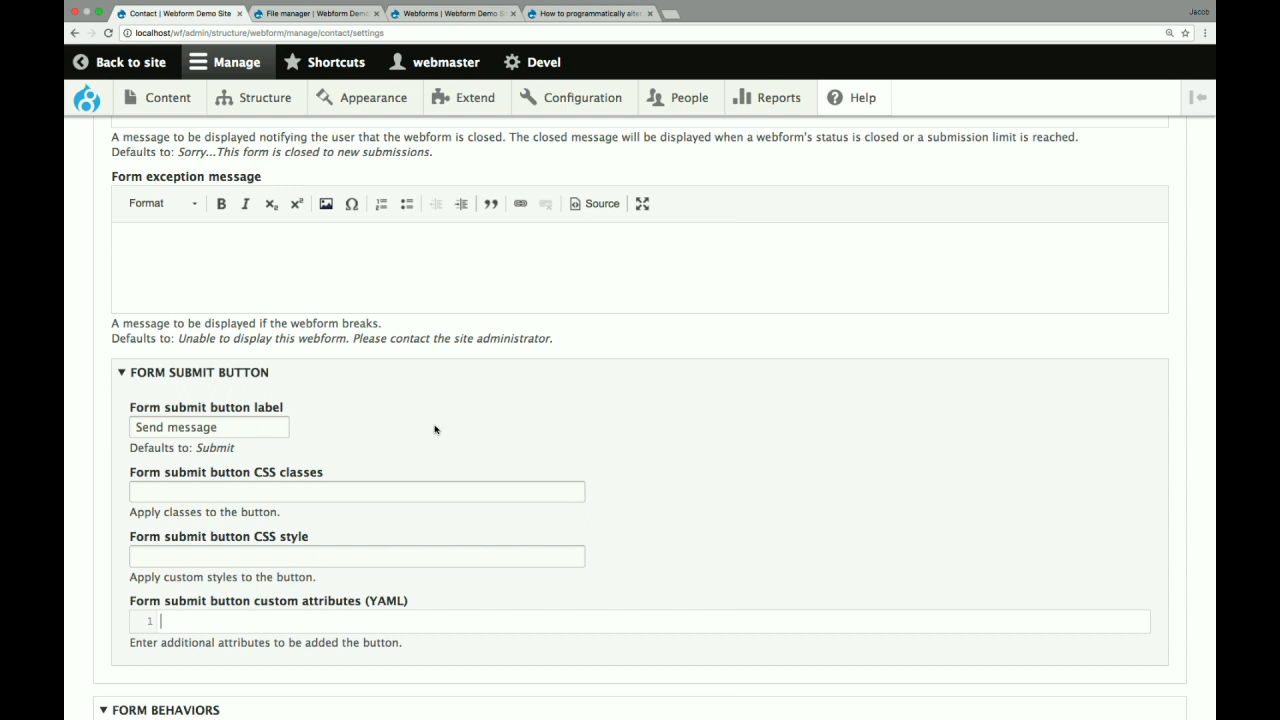 Contact | Webform Demo Site
File manager | Webform Dem
Webforms | Webform Demo S
How to programmatically alte
Jacob
localhost/wf/admin/structure/webform/manage/contact/settings
Back to site
Manage
Shortcuts
webmaster
Devel
Content
Structure
Appearance
Extend
Configuration
People
Reports
Help
A message to be displayed notifying the user that the webform is closed. The closed message will be displayed when a webform's status is closed or a submission limit is reached.
Defaults to: Sorry...This form is closed to new submissions.
Form exception message
Format
B I x₂ x² Ω Source
A message to be displayed if the webform breaks.
Defaults to: Unable to display this webform. Please contact the site administrator.
FORM SUBMIT BUTTON
Form submit button label
Send message
Defaults to: Submit
Form submit button CSS classes
Apply classes to the button.
Form submit button CSS style
Apply custom styles to the button.
Form submit button custom attributes (YAML)
1
Enter additional attributes to be added the button.
FORM BEHAVIORS